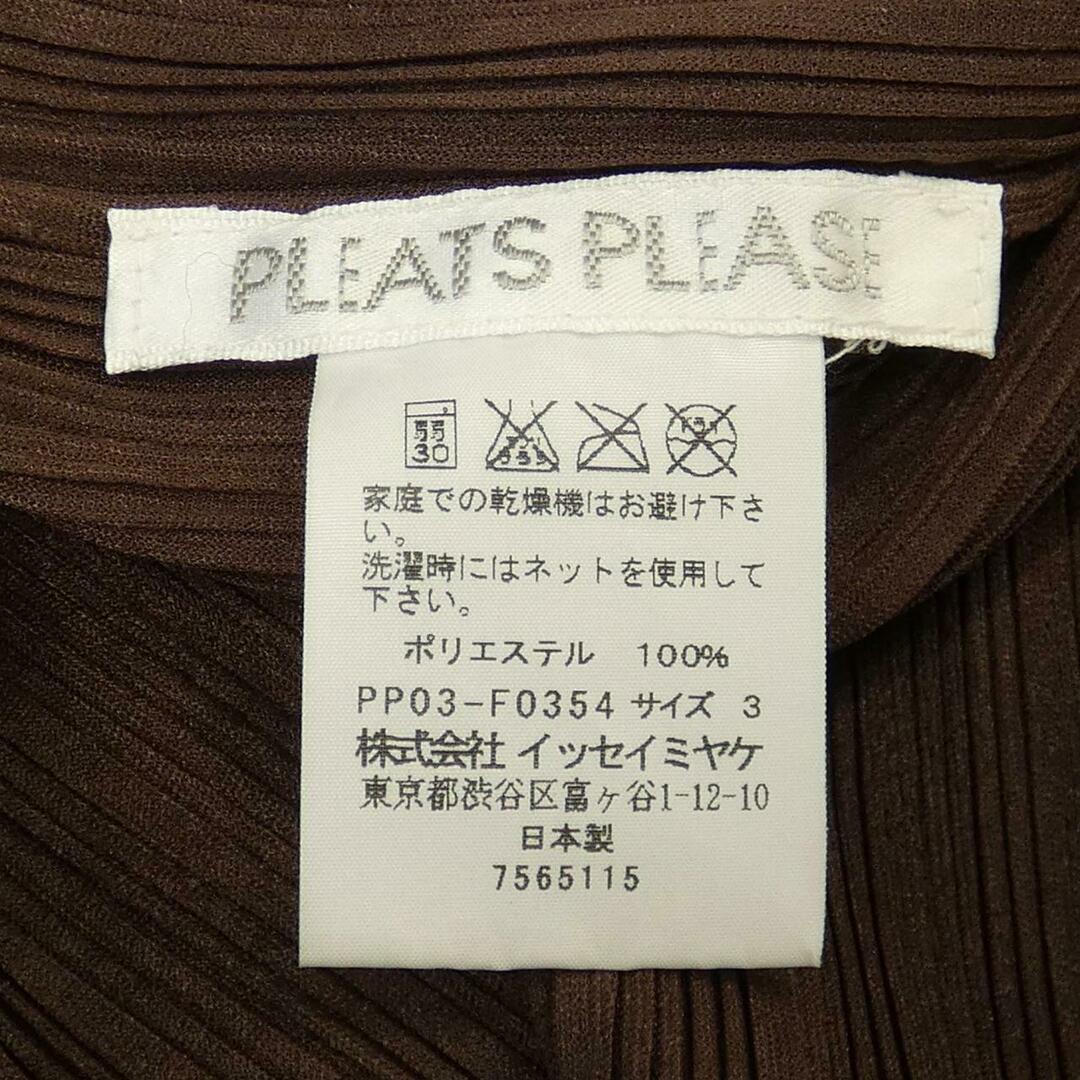 PLEATS PLEASE
弱
30
家庭での乾燥機はお避け下さ
い。
洗濯時にはネットを使用して
下さい。
ポリエステル 100%
PP03-F0354 サイズ 3
株式会社 イッセイミヤケ
東京都渋谷区富ヶ谷1-12-10
日本製
7565115